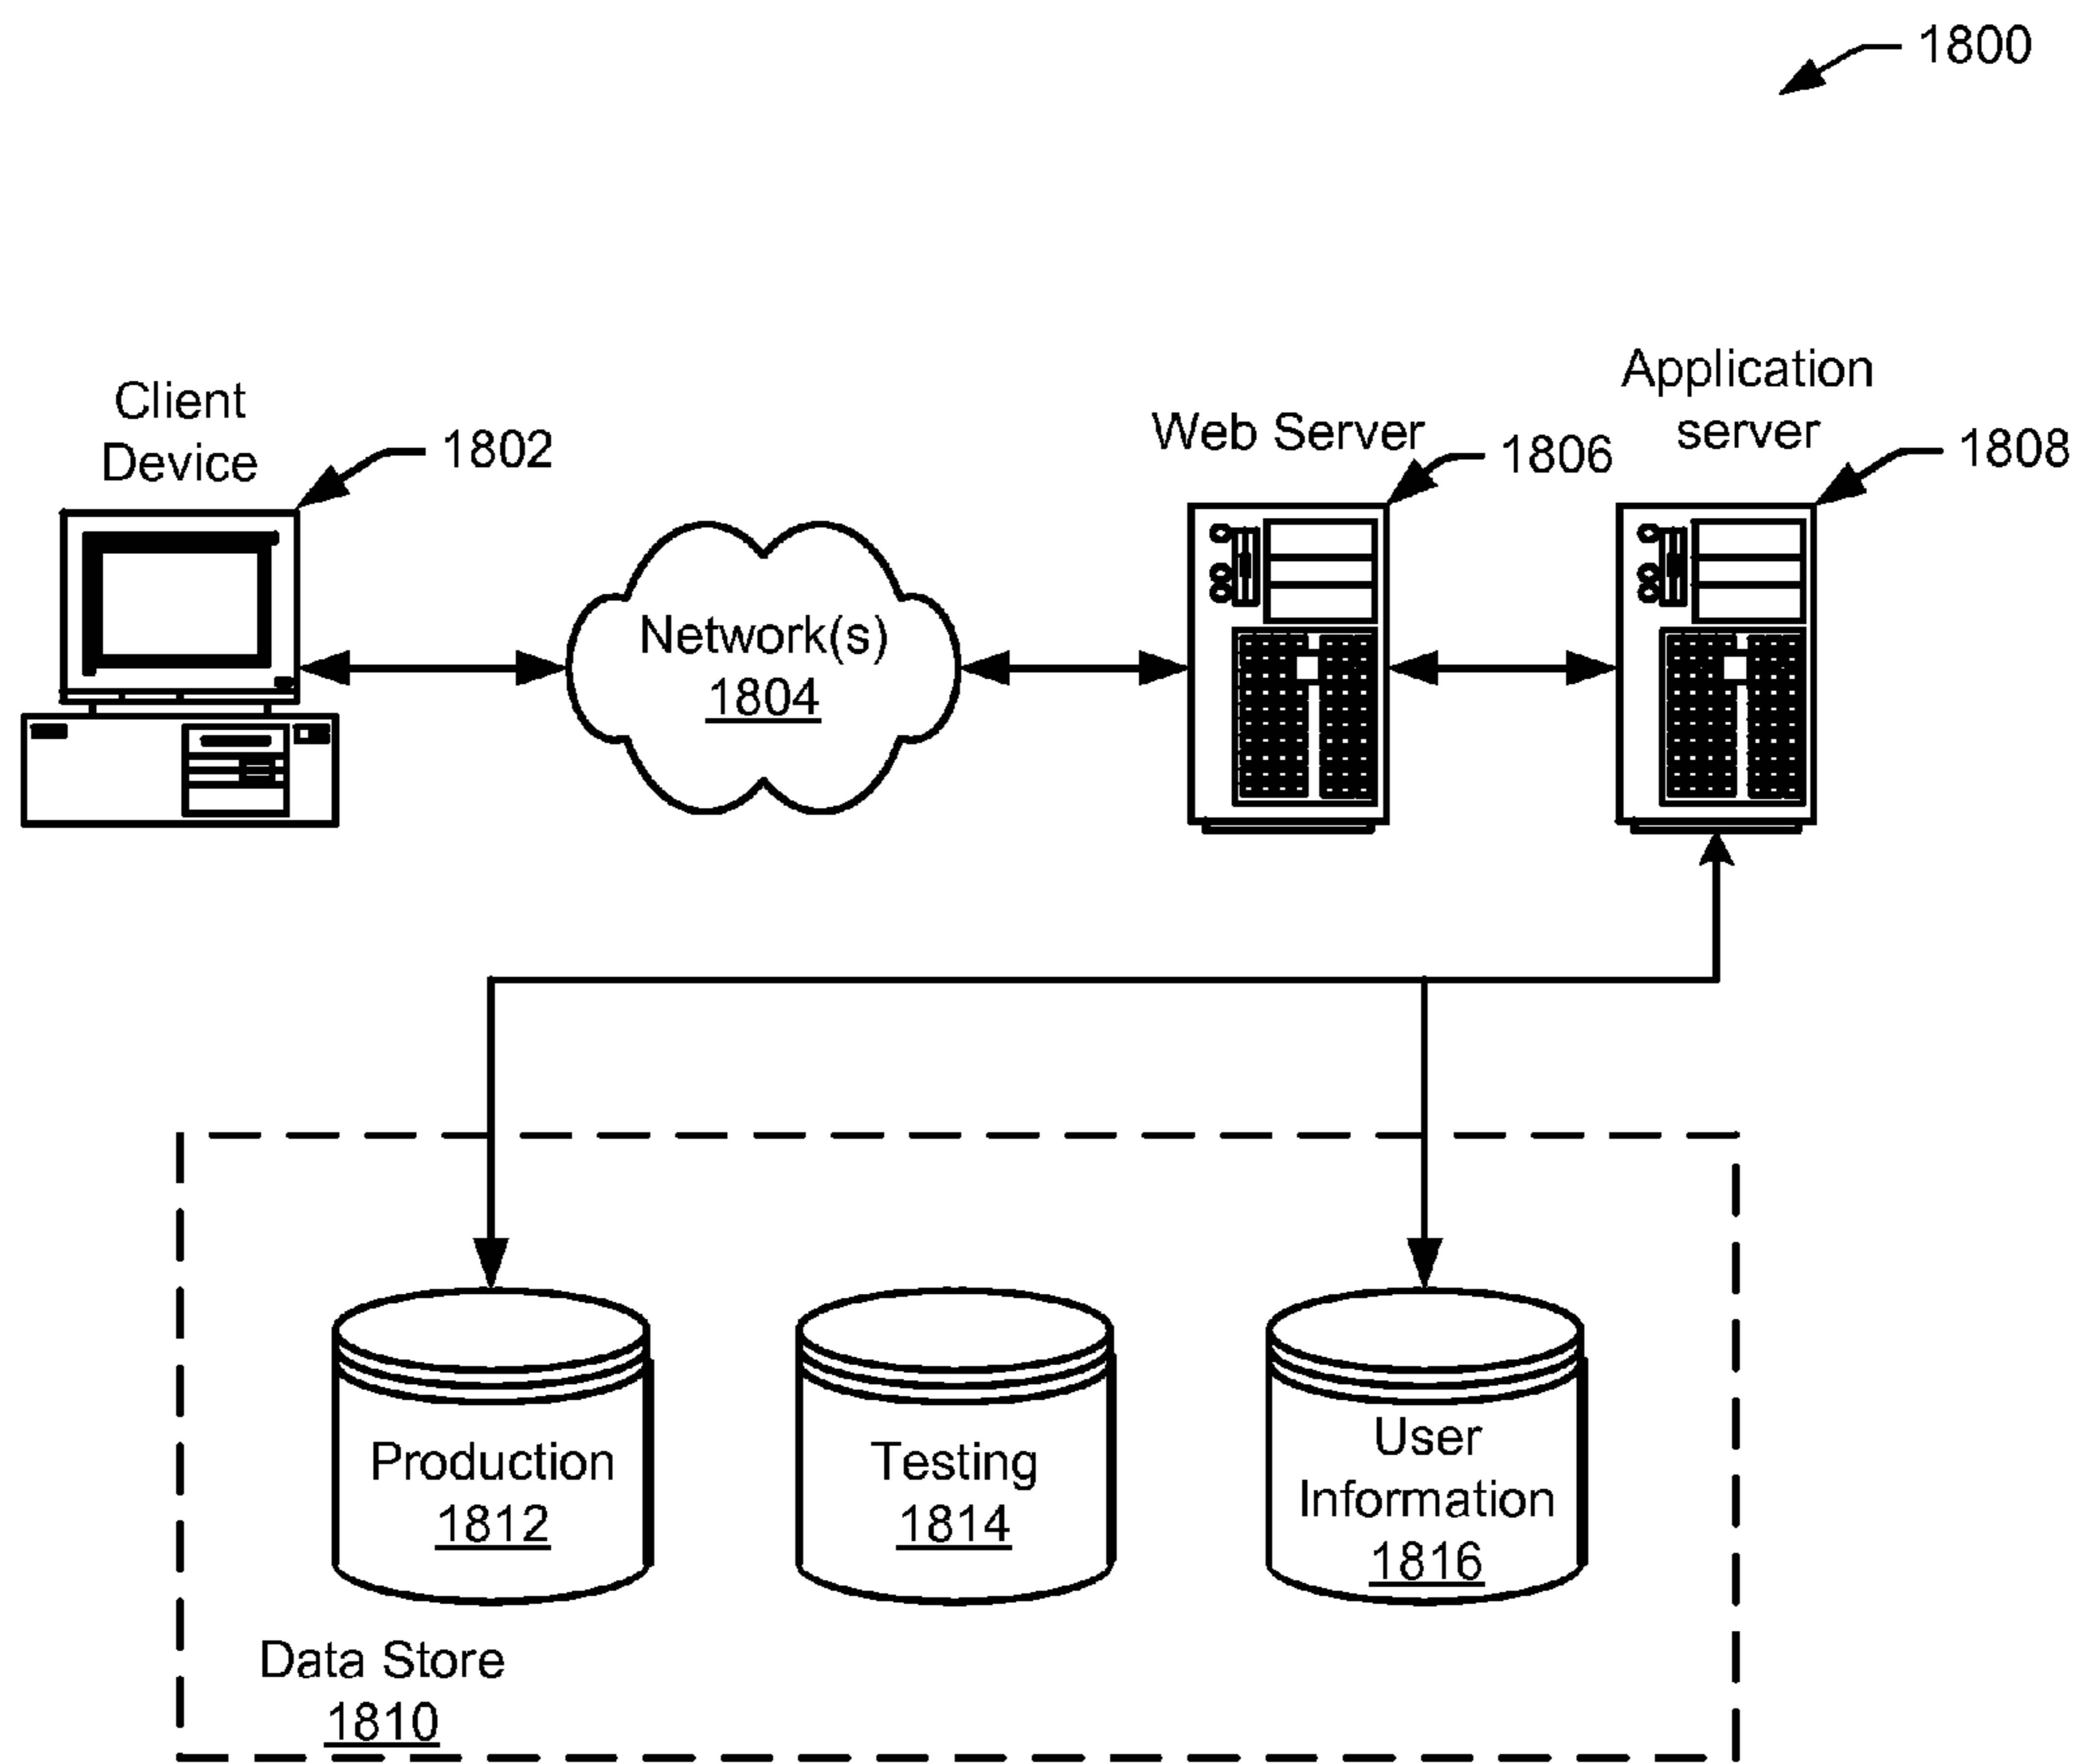 1800
Client
Device
1802
Network(s)
1804
Web Server
1806
Application
server
1808
Production
1812
Testing
1814
User
Information
1816
Data Store
1810